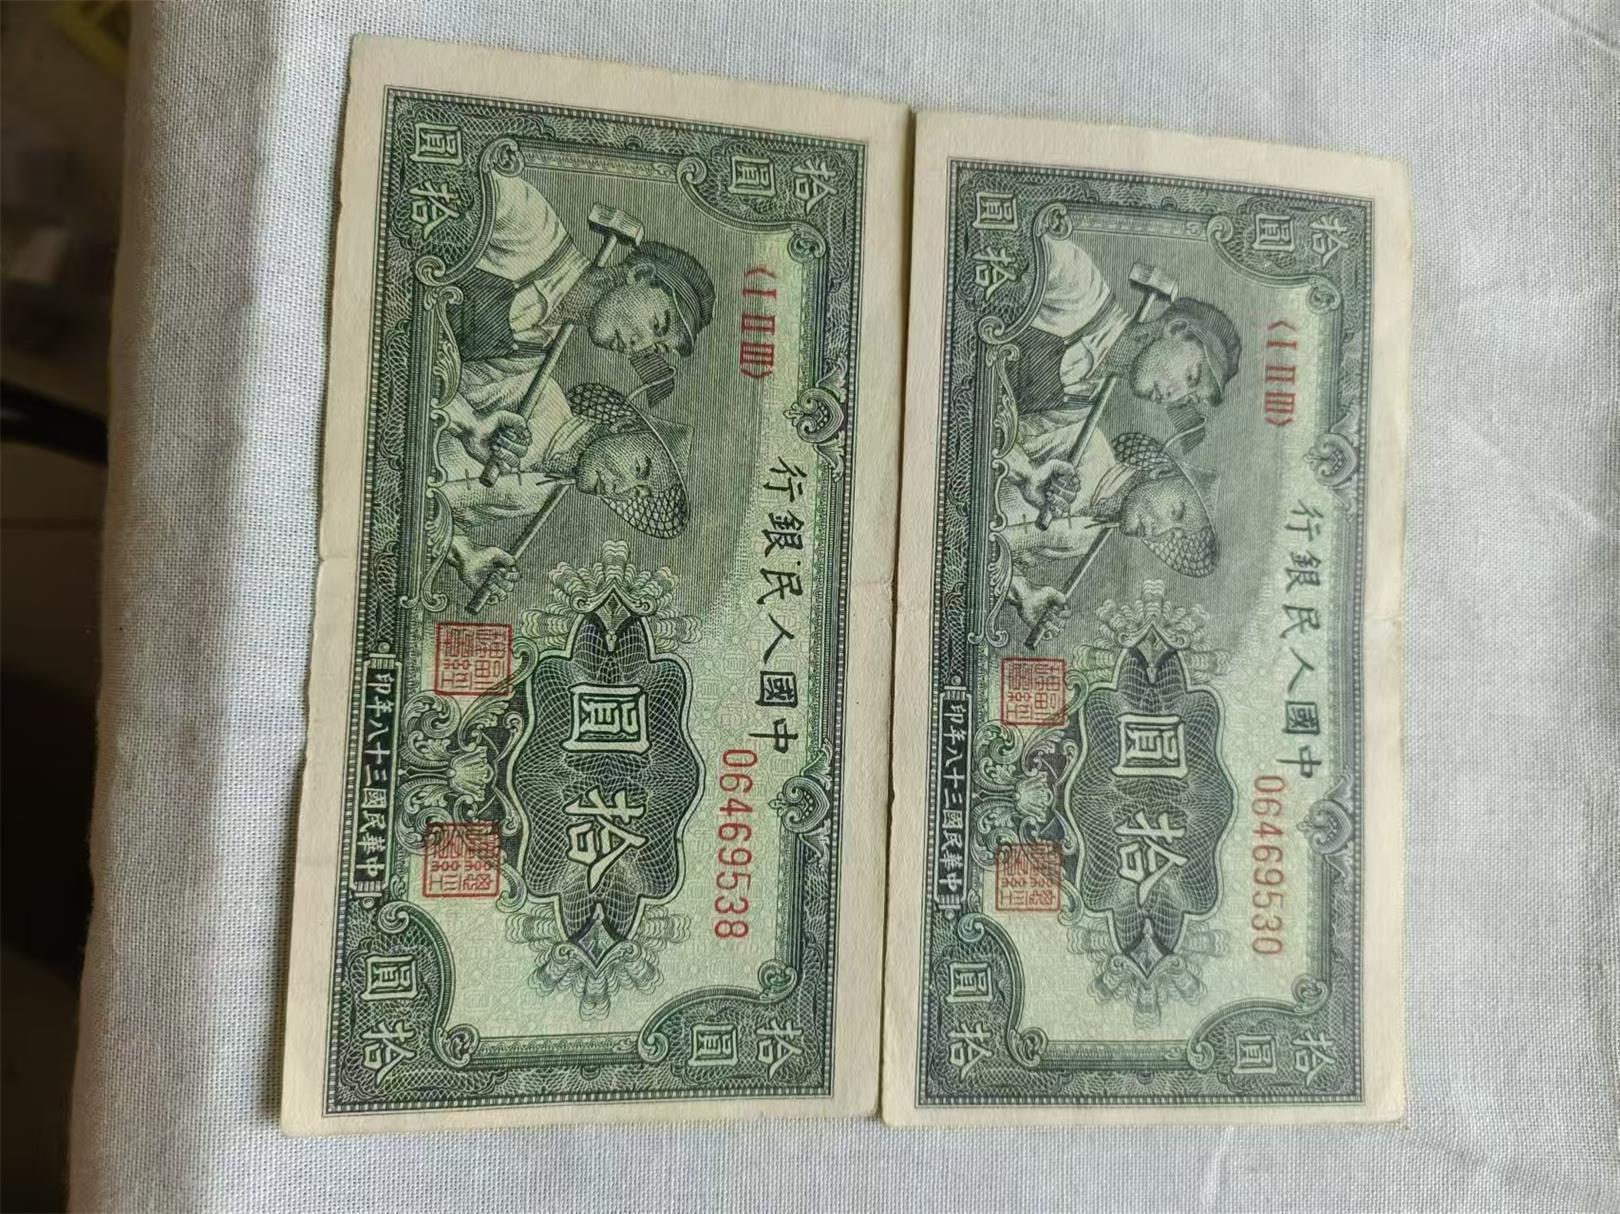 拾圓
中國人民銀行
拾圓
〈I II III〉
06469538
拾圓
拾圓
中華民國三十八年印
拾圓
拾圓
中國人民銀行
拾圓
〈I II III〉
06469530
拾圓
拾圓
中華民國三十八年印
拾圓